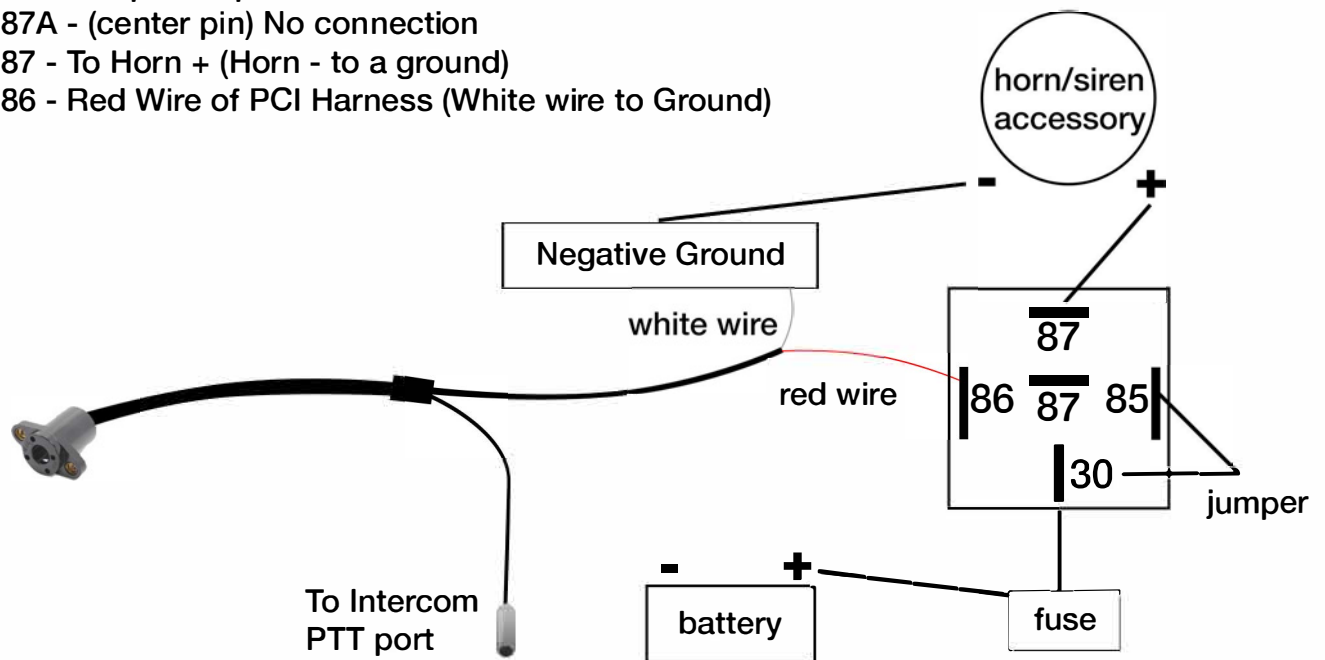 87A - (center pin) No connection
87 - To Horn + (Horn - to a ground)
86 - Red Wire of PCI Harness (White wire to Ground)
horn/siren
accessory
- +
Negative Ground
white wire
87
red wire
86 87 85
30
jumper
- +
To Intercom
PTT port
battery
fuse